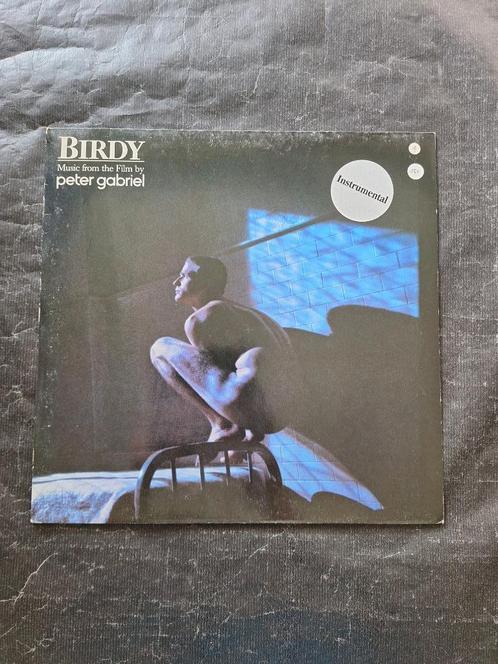 BIRDY
Music from the Film by
peter gabriel
Instrumental